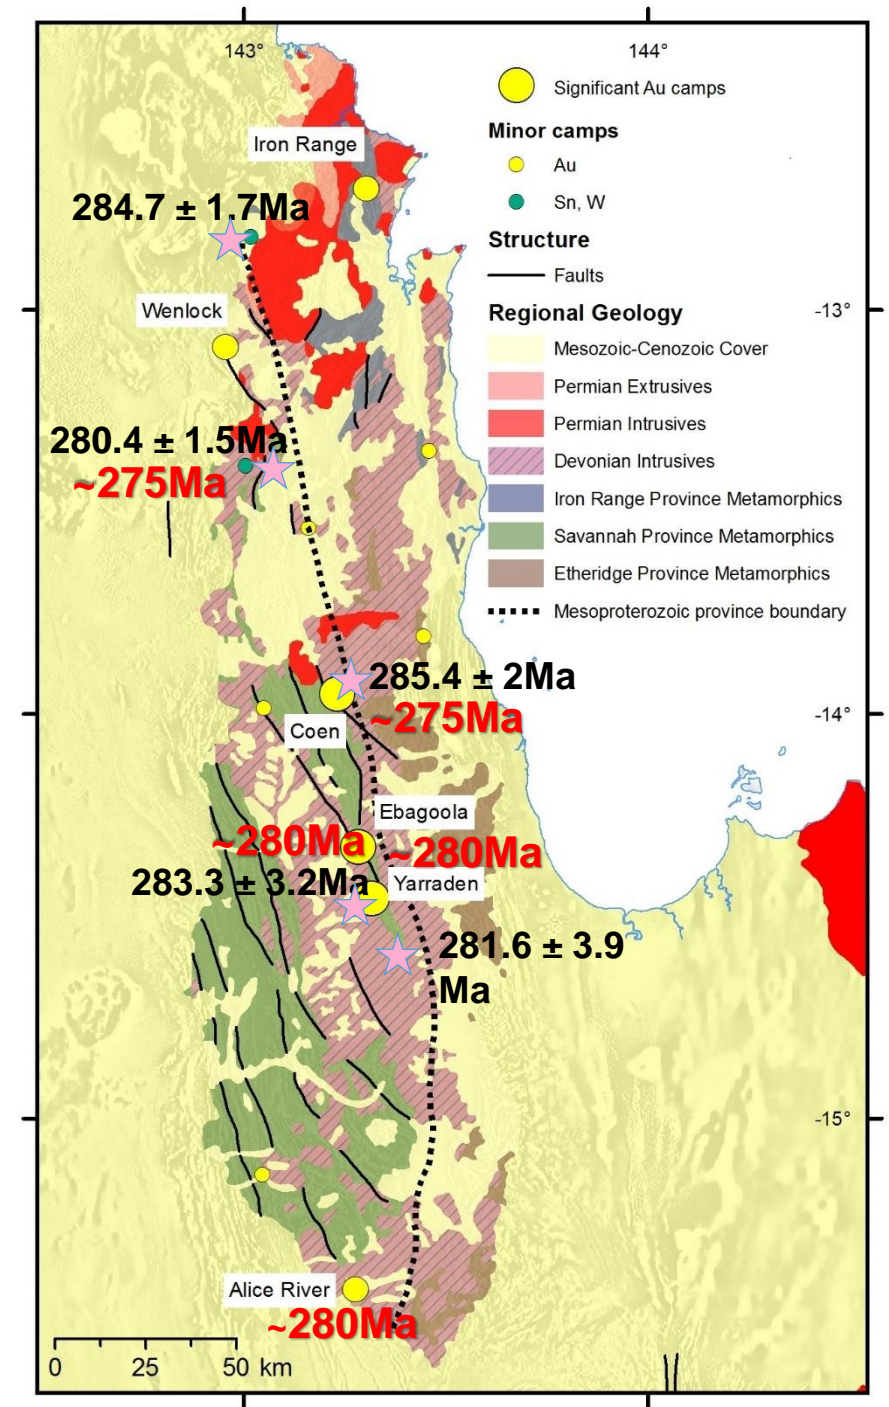 143°
144°
Significant Au camps
Minor camps
Au
Sn, W
Structure
Faults
Regional Geology
Mesozoic-Cenozoic Cover
Permian Extrusives
Permian Intrusives
Devonian Intrusives
Iron Range Province Metamorphics
Savannah Province Metamorphics
Etheridge Province Metamorphics
Mesoproterozoic province boundary
Iron Range
284.7 ± 1.7Ma
Wenlock
-13°
280.4 ± 1.5Ma
~275Ma
285.4 ± 2Ma
~275Ma
-14°
Coen
Ebagoola
~280Ma
~280Ma
283.3 ± 3.2Ma
Yarraden
281.6 ± 3.9
Ma
-15°
Alice River
~280Ma
0 25 50 km